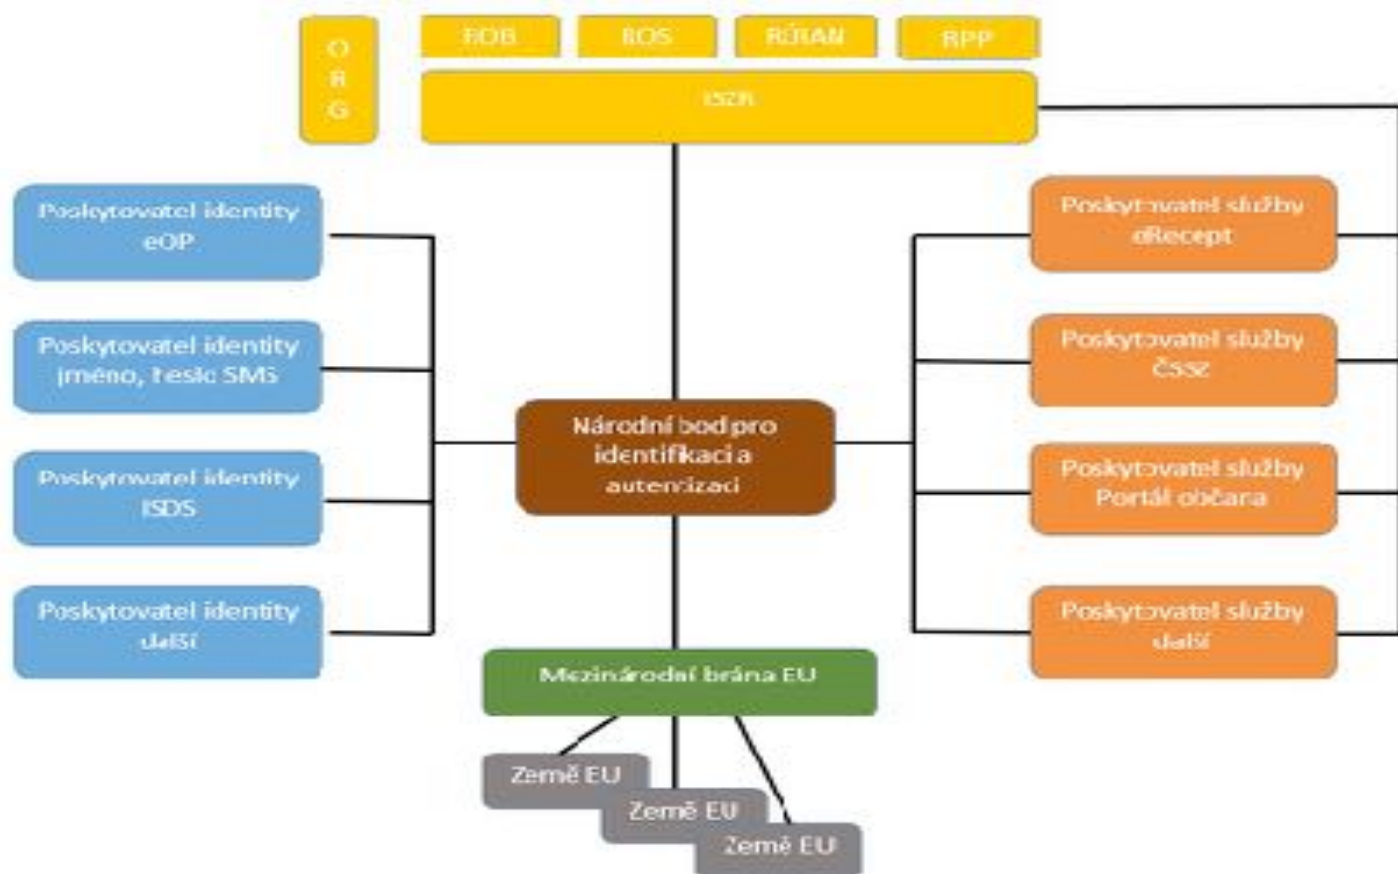 O
R
G
ROB
ROS
RÚIAN
RPP
ISZR
Poskytovatel identity
eOP
Poskytovatel identity
jméno, heslo SMS
Poskytovatel identity
ISDS
Poskytovatel identity
další
Národní bod pro
identifikaci a
autentizaci
Poskytovatel služby
eRecept
Poskytovatel služby
ČSSZ
Poskytovatel služby
Portál občana
Poskytovatel služby
další
Mezinárodní brána EU
Země EU
Země EU
Země EU